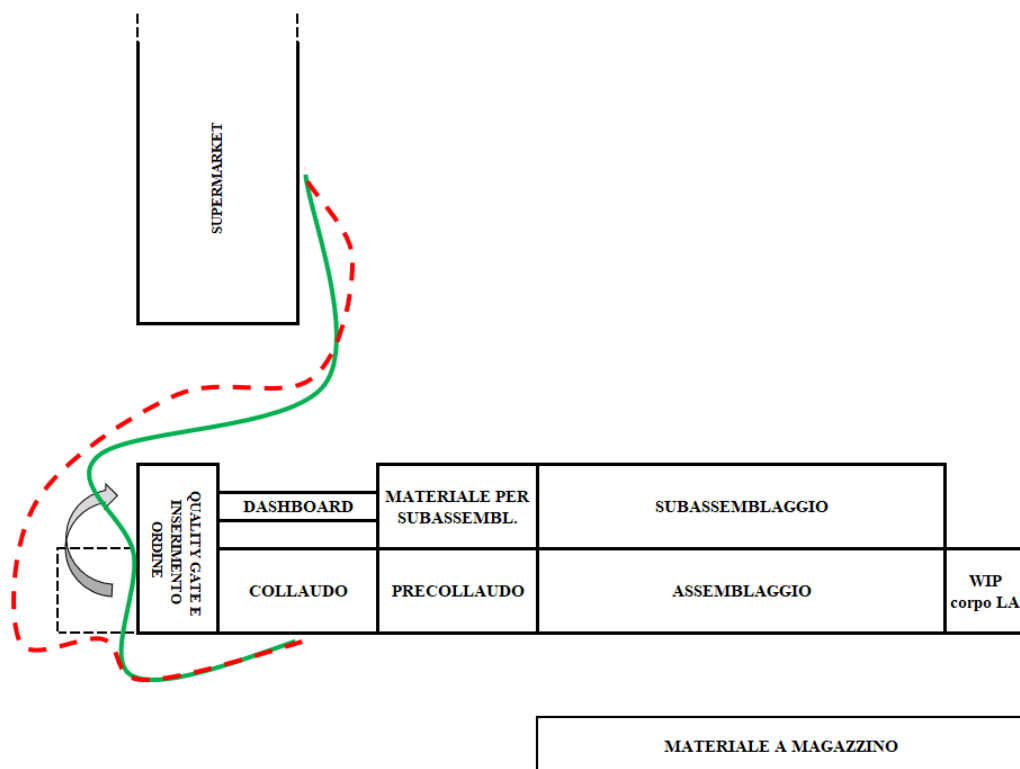 SUPERMARKET
QUALITY GATE E
INSERIMENTO
ORDINE
DASHBOARD
MATERIALE PER
SUBASSEMBL.
SUBASSEMBLAGGIO
COLLAUDO
PRECOLLAUDO
ASSEMBLAGGIO
WIP
corpo LA
MATERIALE A MAGAZZINO